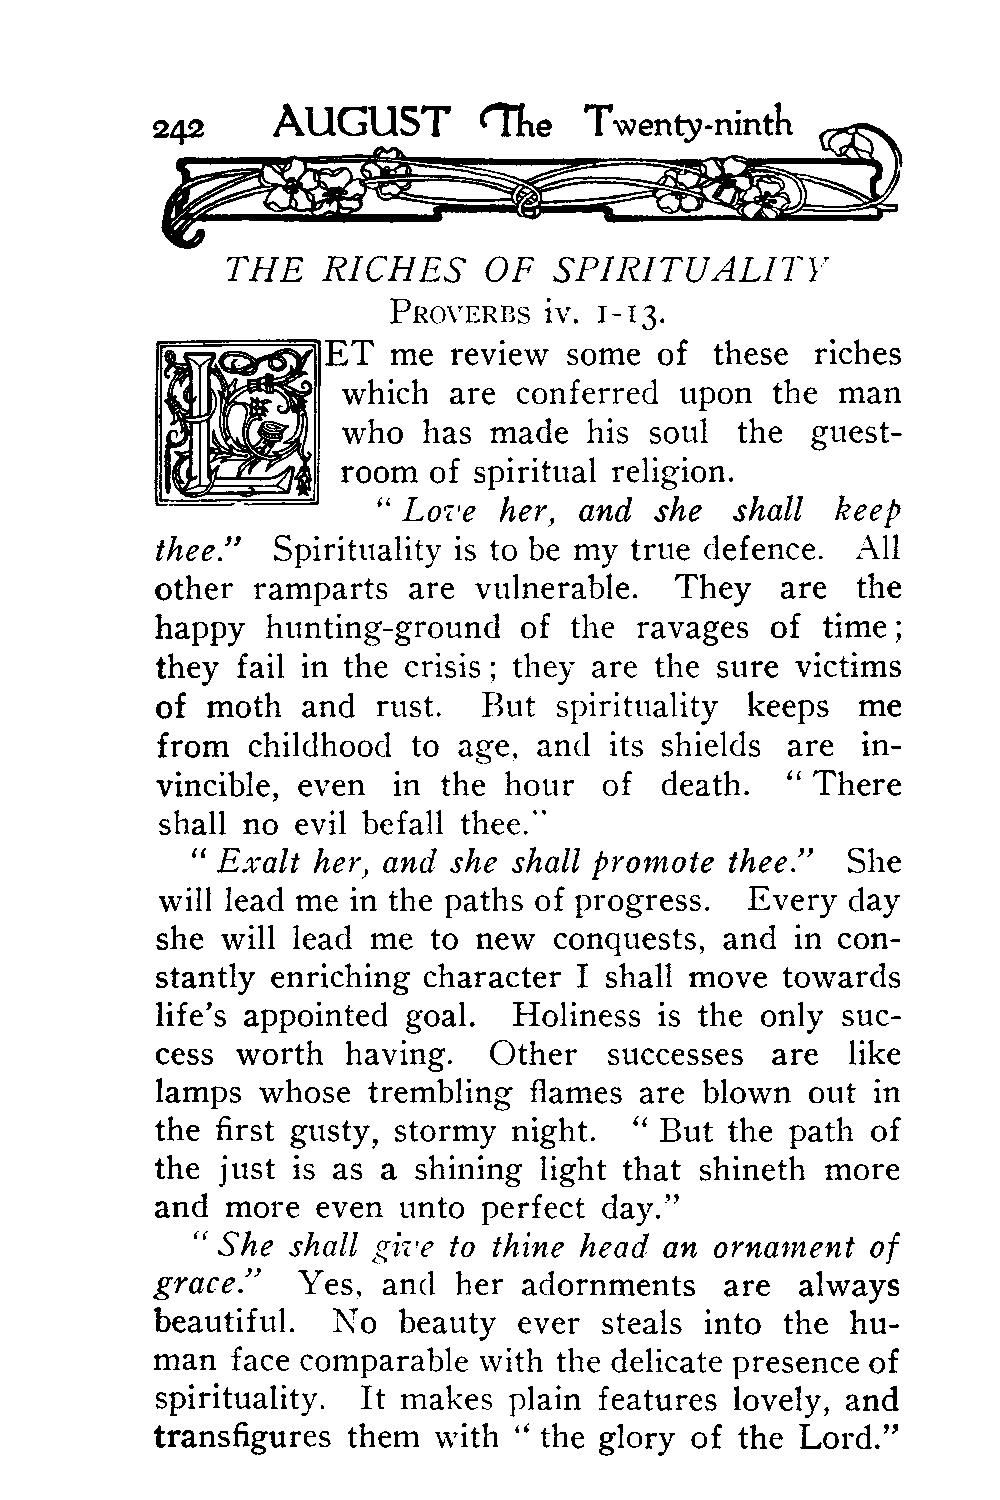 242 AUGUST The Twenty-ninth
THE RICHES OF SPIRITUALITY
PROVERBS iv. 1-13.
LET me review some of these riches
which are conferred upon the man
who has made his soul the guest-
room of spiritual religion.
“ Love her, and she shall keep
thee.” Spirituality is to be my true defence. All
other ramparts are vulnerable. They are the
happy hunting-ground of the ravages of time ;
they fail in the crisis ; they are the sure victims
of moth and rust. But spirituality keeps me
from childhood to age, and its shields are in-
vincible, even in the hour of death. “ There
shall no evil befall thee.”
“ Exalt her, and she shall promote thee.” She
will lead me in the paths of progress. Every day
she will lead me to new conquests, and in con-
stantly enriching character I shall move towards
life’s appointed goal. Holiness is the only suc-
cess worth having. Other successes are like
lamps whose trembling flames are blown out in
the first gusty, stormy night. “ But the path of
the just is as a shining light that shineth more
and more even unto perfect day.”
“ She shall give to thine head an ornament of
grace.” Yes, and her adornments are always
beautiful. No beauty ever steals into the hu-
man face comparable with the delicate presence of
spirituality. It makes plain features lovely, and
transfigures them with “ the glory of the Lord.”